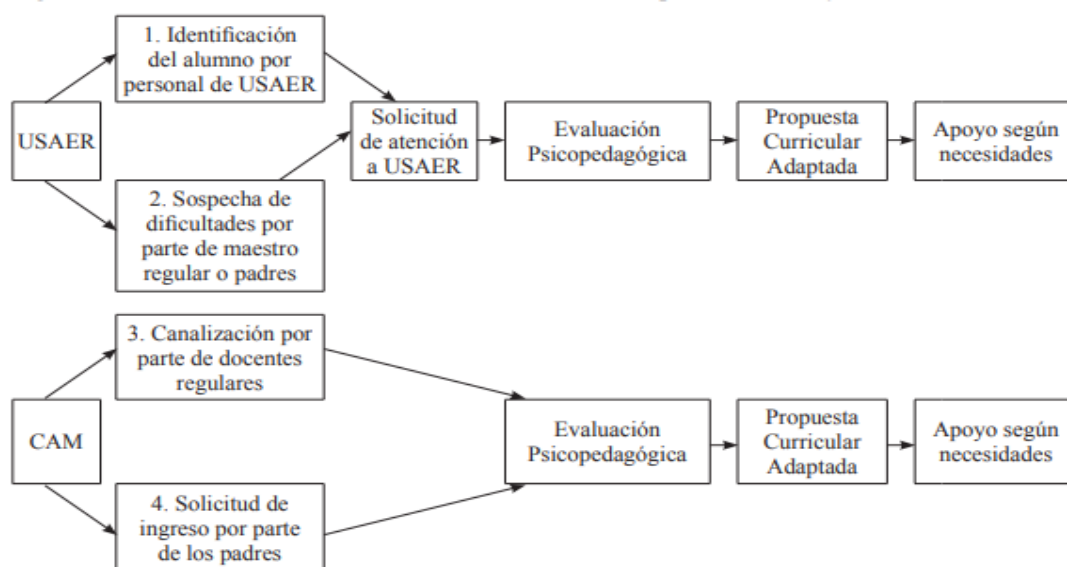 1. Identificación
del alumno por
personal de USAER
USAER
2. Sospecha de
dificultades por
parte de maestro
regular o padres
Solicitud
de atención
a USAER
Evaluación
Psicopedagógica
Propuesta
Curricular
Adaptada
Apoyo según
necesidades
3. Canalización por
parte de docentes
regulares
CAM
4. Solicitud de
ingreso por parte
de los padres
Evaluación
Psicopedagógica
Propuesta
Curricular
Adaptada
Apoyo según
necesidades